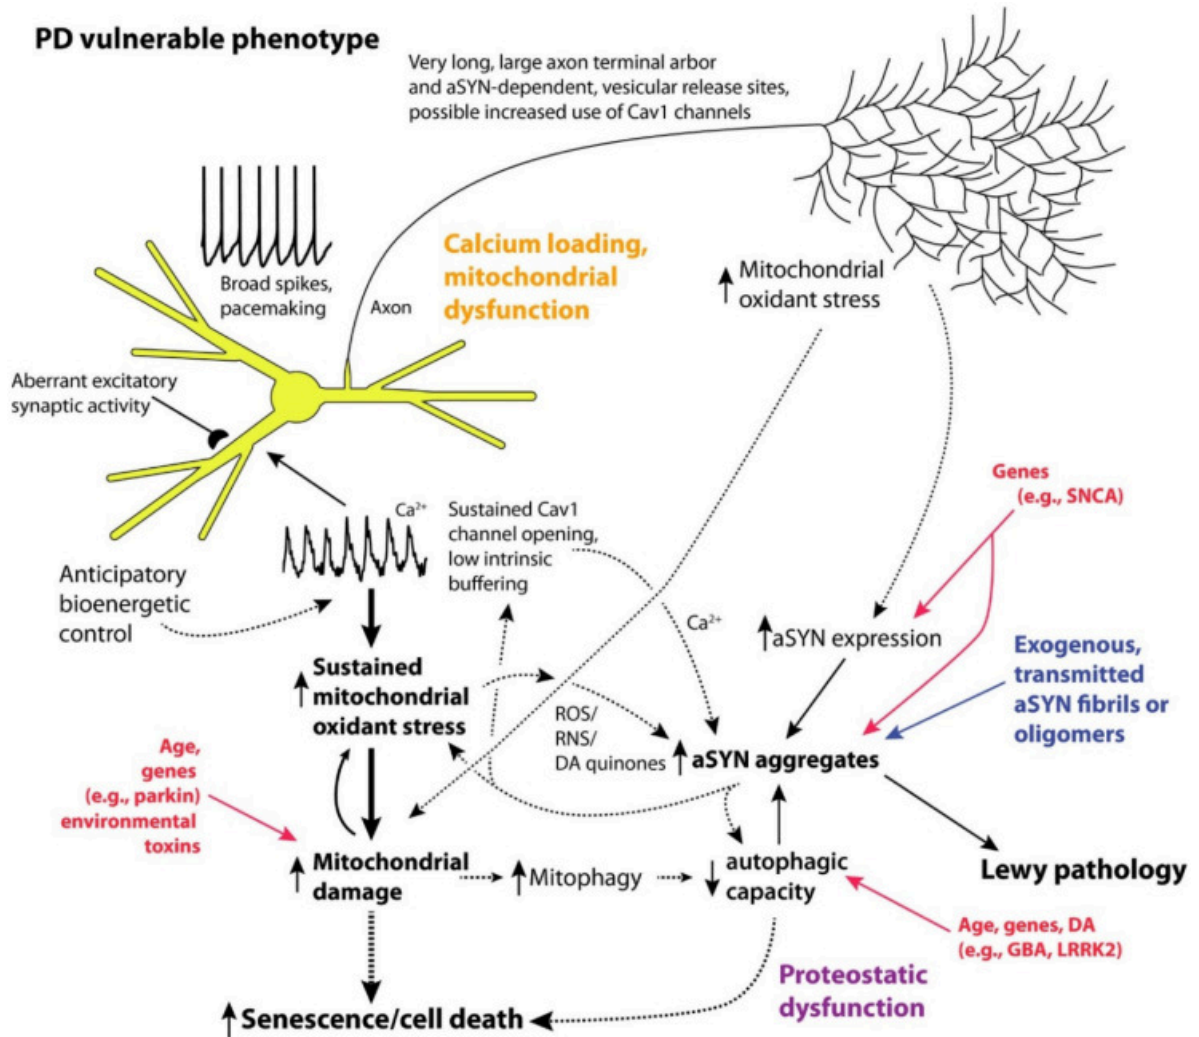 PD vulnerable phenotype
Very long, large axon terminal arbor
and aSYN-dependent, vesicular release sites,
possible increased use of Cav1 channels
Broad spikes,
pacemaking
Axon
Calcium loading,
mitochondrial
dysfunction
Mitochondrial
oxidant stress
Aberrant excitatory
synaptic activity
Genes
(e.g., SNCA)
Ca²⁺
Sustained Cav1
channel opening,
low intrinsic
buffering
Anticipatory
bioenergetic
control
Ca²⁺
aSYN expression
Exogenous,
transmitted
aSYN fibrils or
oligomers
Sustained
mitochondrial
oxidant stress
ROS/
RNS/
DA quinones
aSYN aggregates
Age,
genes
(e.g., parkin)
environmental
toxins
Mitochondrial
damage
Mitophagy
autophagic
capacity
Lewy pathology
Age, genes, DA
(e.g., GBA, LRRK2)
Proteostatic
dysfunction
Senescence/cell death